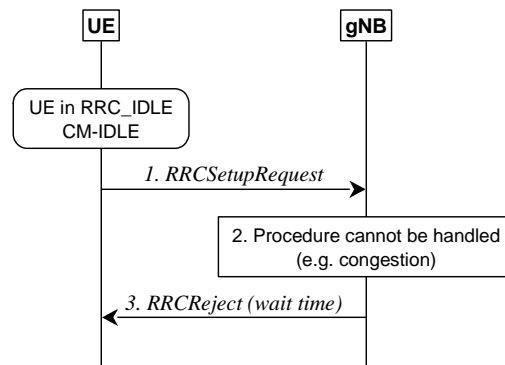 UE
gNB
UE in RRC_IDLE
CM-IDLE
1. RRCSetupRequest
2. Procedure cannot be handled
(e.g. congestion)
3. RRCReject (wait time)